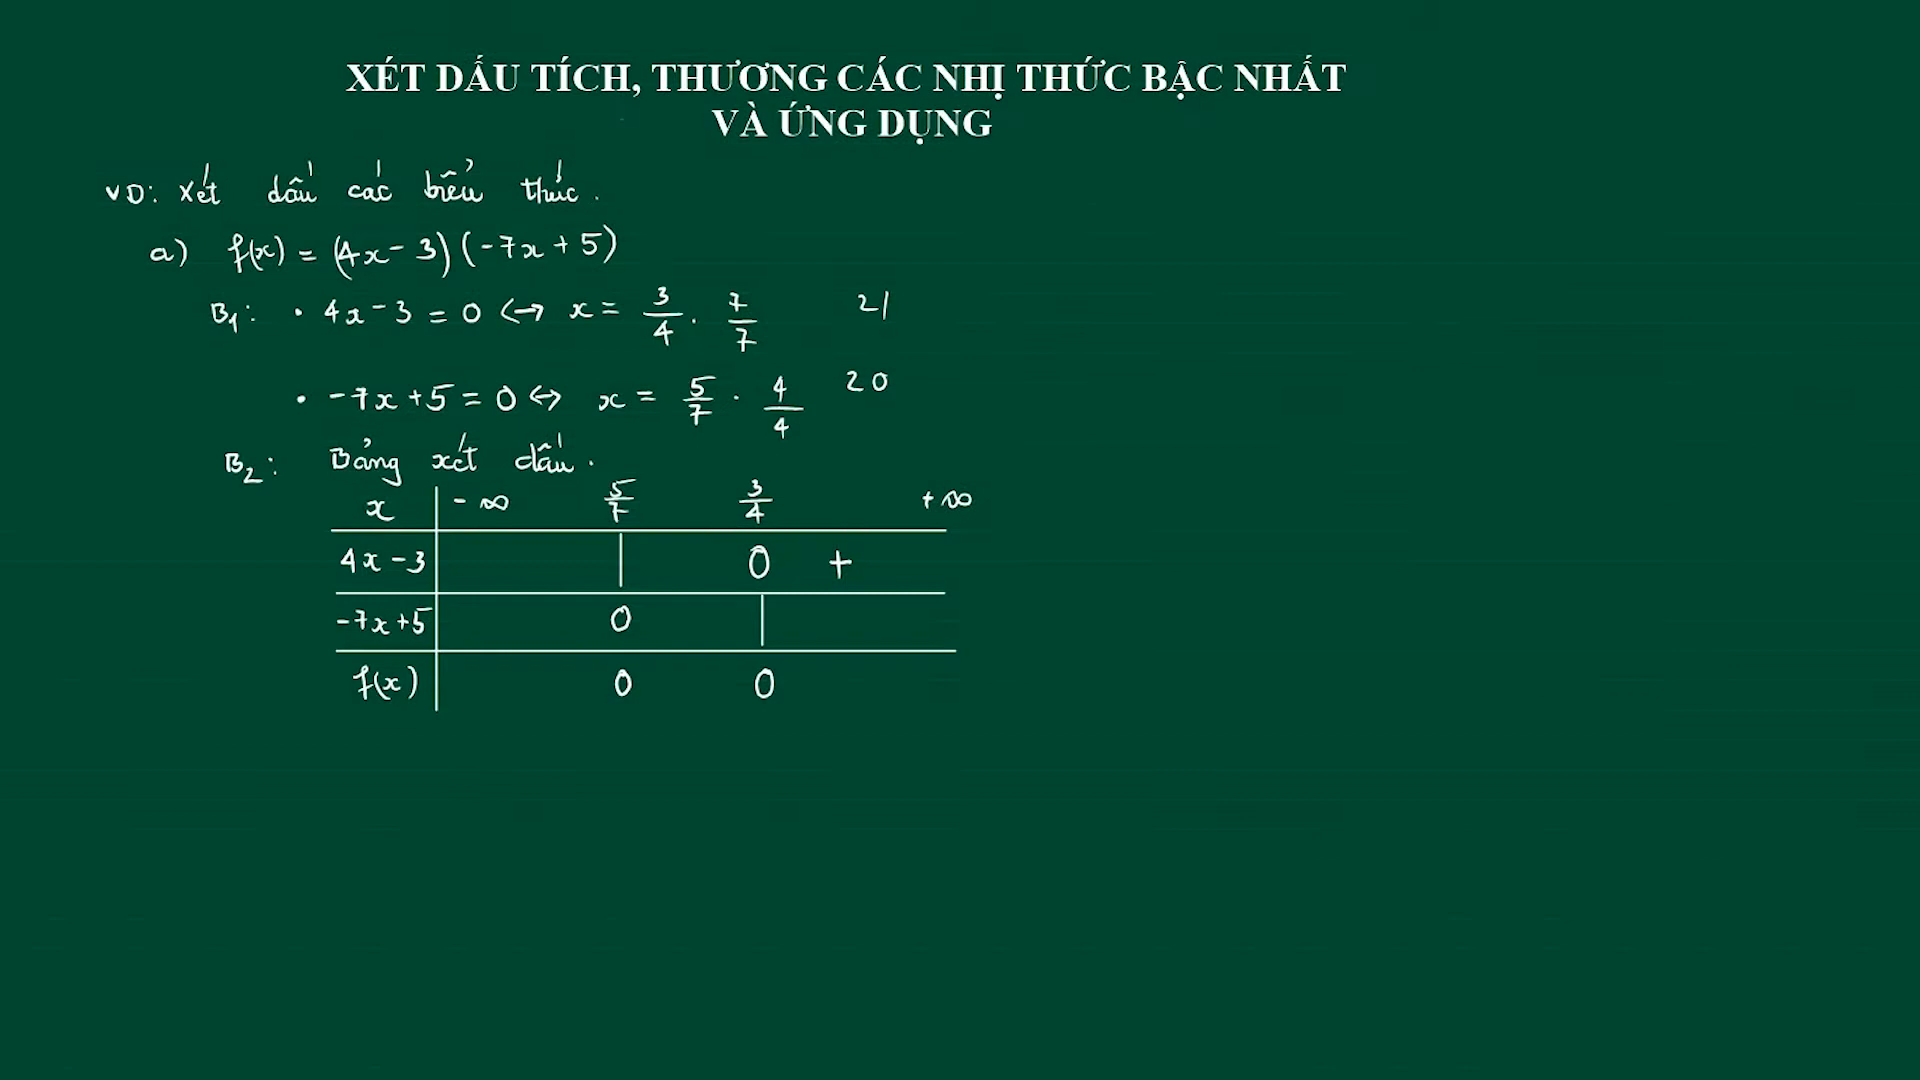 XÉT DẤU TÍCH, THƯƠNG CÁC NHỊ THỨC BẬC NHẤT
VÀ ỨNG DỤNG
VD: Xét dấu các biểu thức.
a) f(x) = (4x - 3)(-7x + 5)
B1: • 4x - 3 = 0 <-> x = 3/4 . 7/7 21
• -7x + 5 = 0 <-> x = 5/7 . 4/4 20
B2: Bảng xét dấu.
x | -∞ 5/7 3/4 +∞
4x - 3 | | 0 +
-7x + 5 | 0 |
f(x) | 0 0